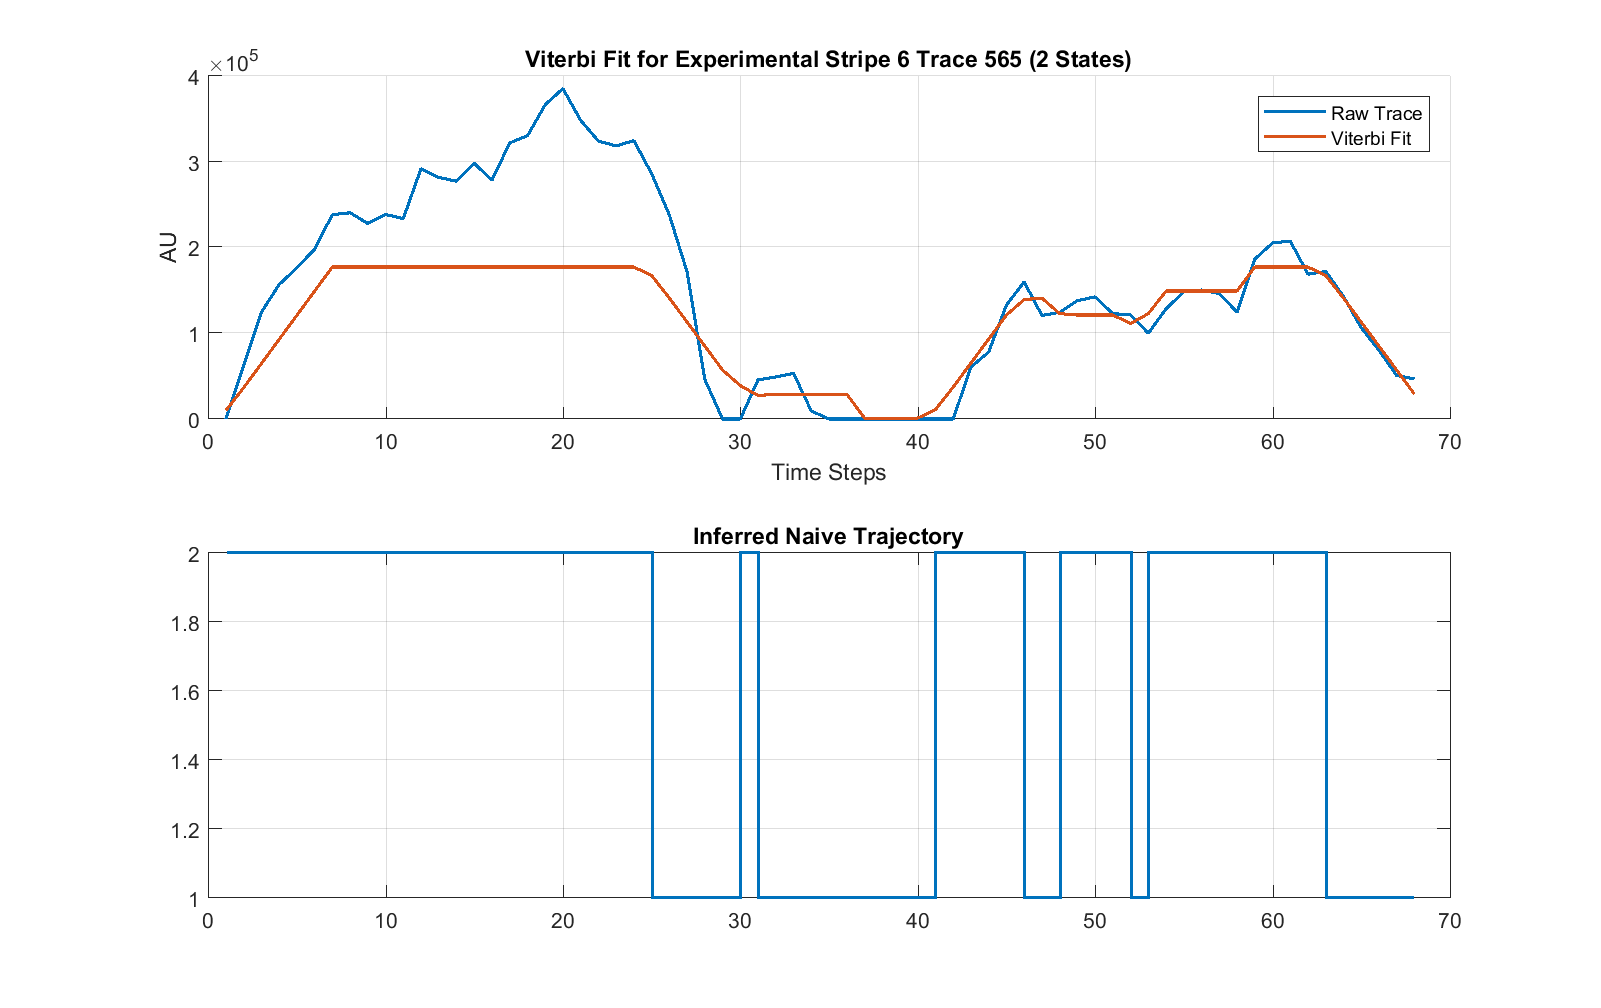 Viterbi Fit for Experimental Stripe 6 Trace 565 (2 States)
×10^5
4
3
2
1
0
AU
Raw Trace
Viterbi Fit
0 10 20 30 40 50 60 70
Time Steps
Inferred Naive Trajectory
2
1.8
1.6
1.4
1.2
1
0 10 20 30 40 50 60 70